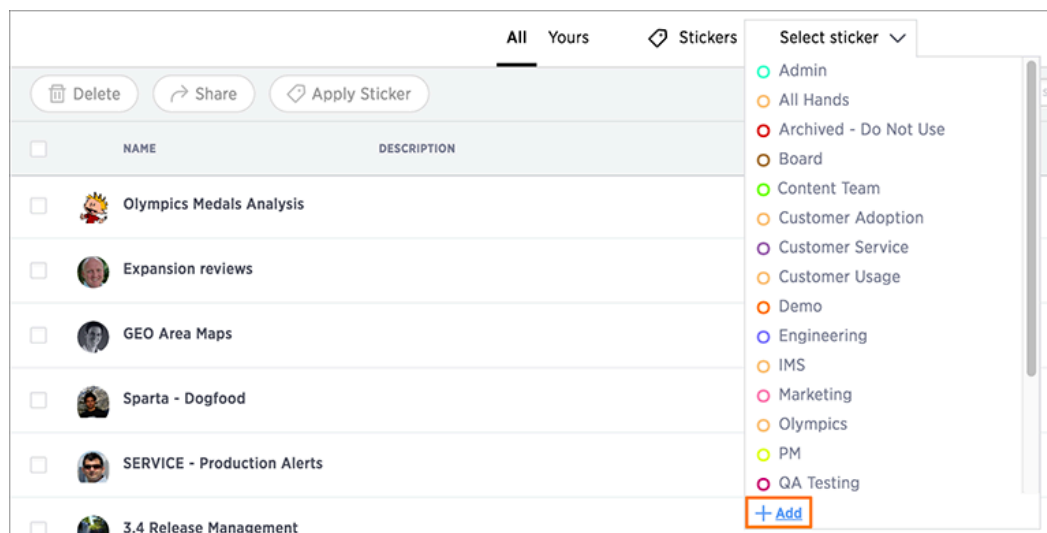 All Yours Stickers Select sticker
Delete Share Apply Sticker
NAME DESCRIPTION
Olympics Medals Analysis
Expansion reviews
GEO Area Maps
Sparta - Dogfood
SERVICE - Production Alerts
3.4 Release Management
Admin
All Hands
Archived - Do Not Use
Board
Content Team
Customer Adoption
Customer Service
Customer Usage
Demo
Engineering
IMS
Marketing
Olympics
PM
QA Testing
+ Add